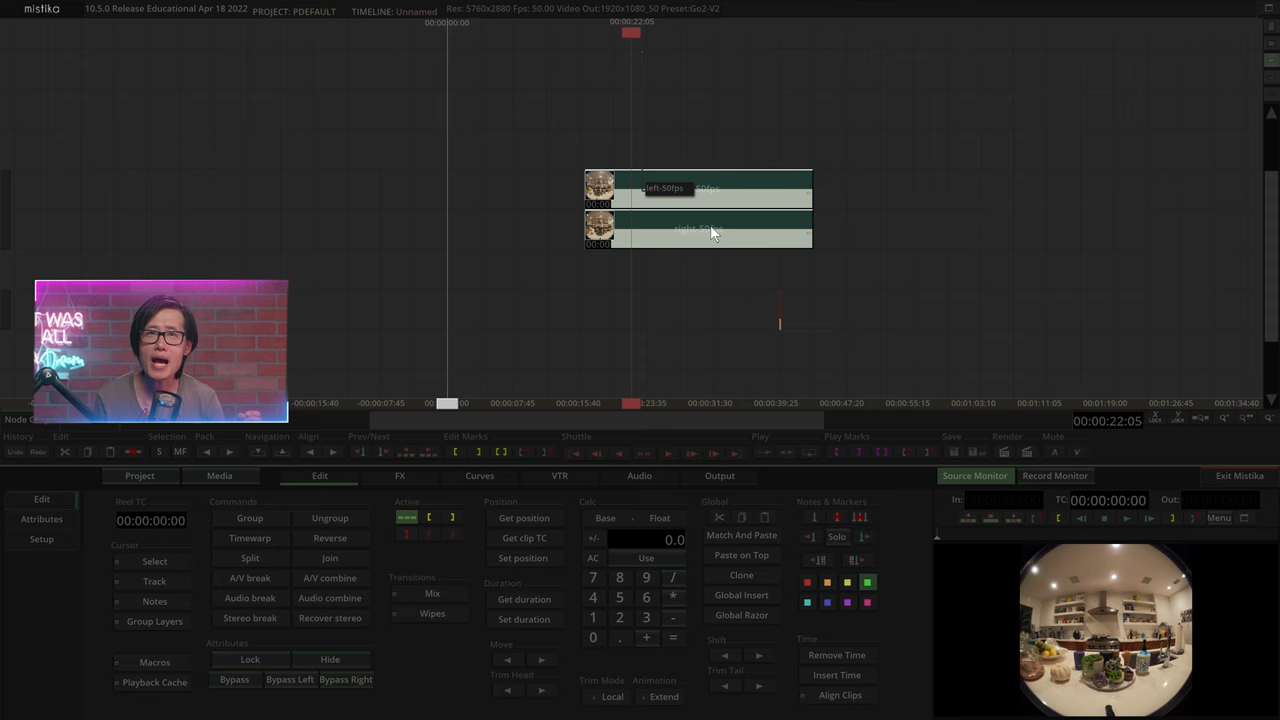 mistika
10.5.0 Release Educational Apr 18 2022
PROJECT: PDEFAULT
TIMELINE: Unnamed
Res: 5760x2880 Fps: 50.00 Video Out:1920x1080_50 Preset:Go2-V2
00:00:00:00
00:00:22:05
left-50fps
50fps
00:00
right-50fps
00:00
T WAS
ALL
Dream
00:00:15:40
-00:00:07:45
00:00:15:40
:23:35
00:00:31:30
00:00:39:25
00:00:47:20
00:00:55:15
00:01:03:10
00:01:11:05
00:01:19:00
00:01:26:45
00:01:34:40
Node
00:00:22:05
X LOCK
Y LOCK
History
Edit
Selection
Pack
Navigation
Align
Prev/Next
Edit Marks
Shuttle
Play
Play Marks
Save
Render
Mute
Undo
Redo
S
MF
A
V
Project
Media
Edit
FX
Curves
VTR
Audio
Output
Source Monitor
Record Monitor
Exit Mistika
Edit
Attributes
Setup
Reel TC
00:00:00:00
Cursor
Select
Track
Notes
Group Layers
Macros
Playback Cache
Commands
Group
Ungroup
Timewarp
Reverse
Split
Join
A/V break
A/V combine
Audio break
Audio combine
Stereo break
Recover stereo
Attributes
Lock
Hide
Bypass
Bypass Left
Bypass Right
Active
Transitions
Mix
Wipes
Position
Get position
Get clip TC
Set position
Duration
Get duration
Set duration
Move
Trim Head
Calc
Base
Float
+/-
0.0
AC
Use
7 8 9 /
4 5 6 *
1 2 3 -
0 . + =
Trim Mode
Local
Animation
Extend
Global
Match And Paste
Paste on Top
Clone
Global Insert
Global Razor
Shift
Trim Tail
Notes & Markers
Solo
Time
Remove Time
Insert Time
Align Clips
In: 00:00:00:00
TC: 00:00:00:00
Out:
Menu